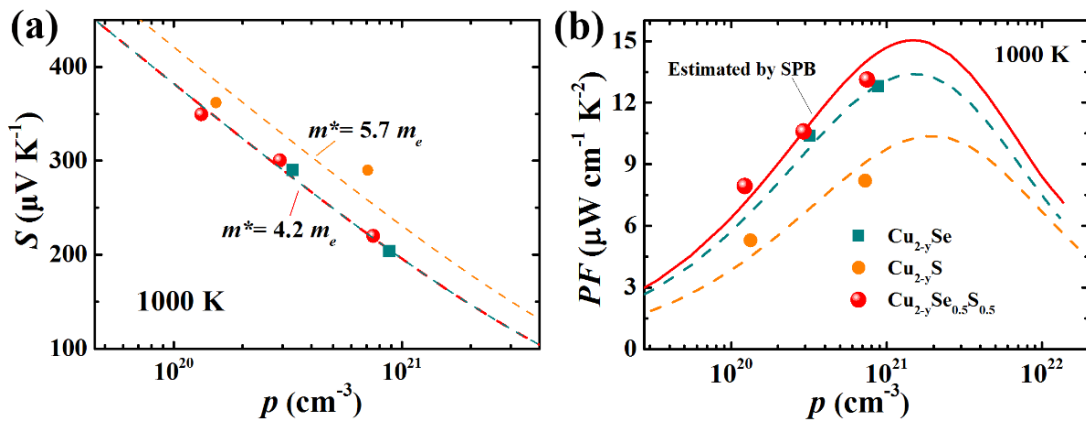 (a)
400
300
200
100
S (μV K⁻¹)
m*= 5.7 mₑ
m*= 4.2 mₑ
1000 K
10²⁰
10²¹
p (cm⁻³)
(b)
15
12
9
6
3
0
PF (μW cm⁻¹ K⁻²)
1000 K
Estimated by SPB
Cu₂₋ᵧSe
Cu₂₋ᵧS
Cu₂₋ᵧSe₀.₅S₀.₅
10²⁰
10²¹
10²²
p (cm⁻³)